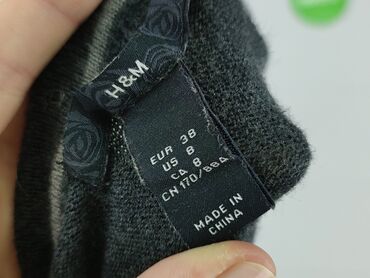 H&M
EUR 38
US 8
CA 8
CN 170/88A
MADE IN
CHINA